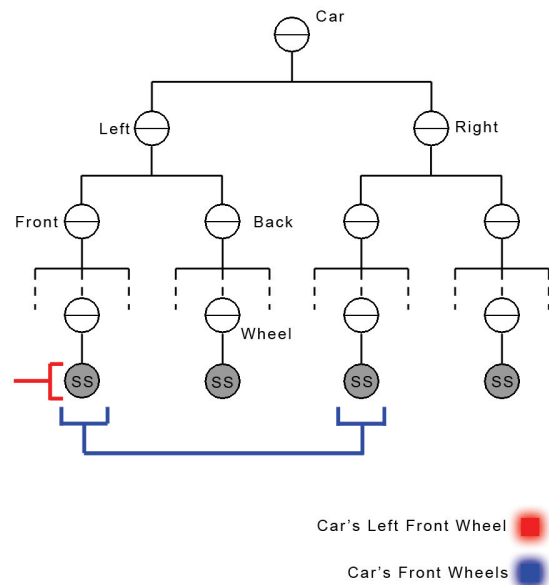 Car
Left
Right
Front
Back
Wheel
SS SS SS SS
Car's Left Front Wheel
Car's Front Wheels